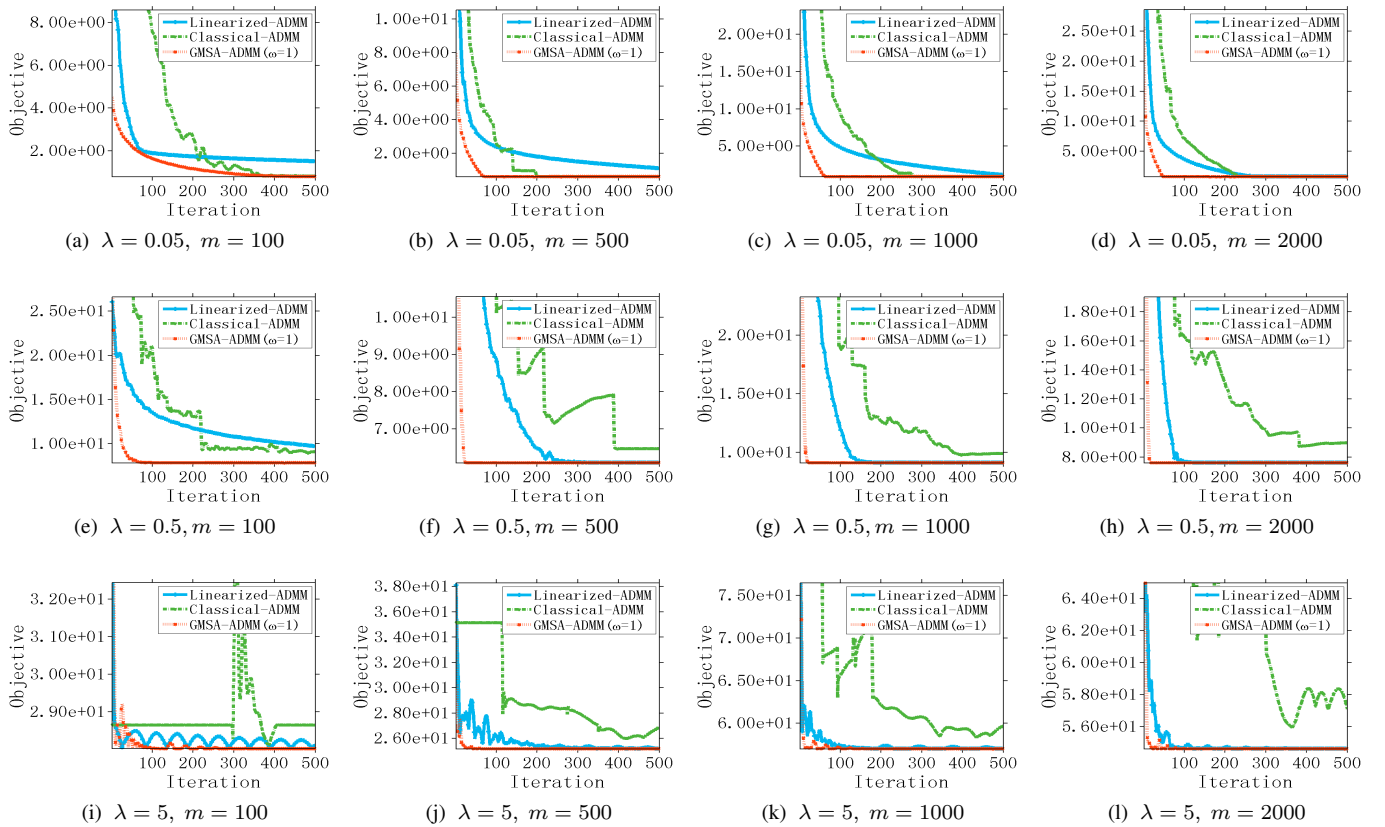 8.00e+00
6.00e+00
4.00e+00
2.00e+00
Objective
Linearized-ADMM
Classical-ADMM
GMSA-ADMM(ω=1)
100 200 300 400 500
Iteration
(a) λ = 0.05, m = 100
1.00e+01
8.00e+00
6.00e+00
4.00e+00
2.00e+00
Objective
Linearized-ADMM
Classical-ADMM
GMSA-ADMM(ω=1)
100 200 300 400 500
Iteration
(b) λ = 0.05, m = 500
2.00e+01
1.50e+01
1.00e+01
5.00e+00
Objective
Linearized-ADMM
Classical-ADMM
GMSA-ADMM(ω=1)
100 200 300 400 500
Iteration
(c) λ = 0.05, m = 1000
2.50e+01
2.00e+01
1.50e+01
1.00e+01
5.00e+00
Objective
Linearized-ADMM
Classical-ADMM
GMSA-ADMM(ω=1)
100 200 300 400 500
Iteration
(d) λ = 0.05, m = 2000
2.50e+01
2.00e+01
1.50e+01
1.00e+01
Objective
Linearized-ADMM
Classical-ADMM
GMSA-ADMM(ω=1)
100 200 300 400 500
Iteration
(e) λ = 0.5, m = 100
1.00e+01
9.00e+00
8.00e+00
7.00e+00
Objective
Linearized-ADMM
Classical-ADMM
GMSA-ADMM(ω=1)
100 200 300 400 500
Iteration
(f) λ = 0.5, m = 500
2.00e+01
1.50e+01
1.00e+01
Objective
Linearized-ADMM
Classical-ADMM
GMSA-ADMM(ω=1)
100 200 300 400 500
Iteration
(g) λ = 0.5, m = 1000
1.80e+01
1.60e+01
1.40e+01
1.20e+01
1.00e+01
8.00e+00
Objective
Linearized-ADMM
Classical-ADMM
GMSA-ADMM(ω=1)
100 200 300 400 500
Iteration
(h) λ = 0.5, m = 2000
3.20e+01
3.10e+01
3.00e+01
2.90e+01
Objective
Linearized-ADMM
Classical-ADMM
GMSA-ADMM(ω=1)
100 200 300 400 500
Iteration
(i) λ = 5, m = 100
3.80e+01
3.60e+01
3.40e+01
3.20e+01
3.00e+01
2.80e+01
2.60e+01
Objective
Linearized-ADMM
Classical-ADMM
GMSA-ADMM(ω=1)
100 200 300 400 500
Iteration
(j) λ = 5, m = 500
7.50e+01
7.00e+01
6.50e+01
6.00e+01
Objective
Linearized-ADMM
Classical-ADMM
GMSA-ADMM(ω=1)
100 200 300 400 500
Iteration
(k) λ = 5, m = 1000
6.40e+01
6.20e+01
6.00e+01
5.80e+01
5.60e+01
Objective
Linearized-ADMM
Classical-ADMM
GMSA-ADMM(ω=1)
100 200 300 400 500
Iteration
(l) λ = 5, m = 2000